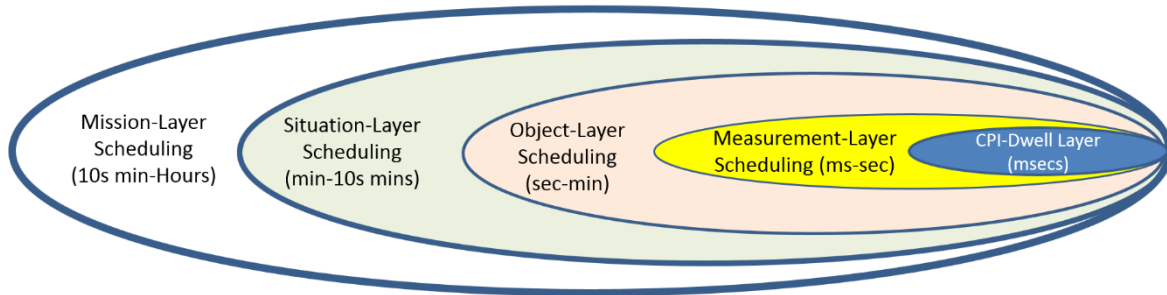 Mission-Layer
Scheduling
(10s min-Hours)
Situation-Layer
Scheduling
(min-10s mins)
Object-Layer
Scheduling
(sec-min)
Measurement-Layer
Scheduling (ms-sec)
CPI-Dwell Layer
(msecs)